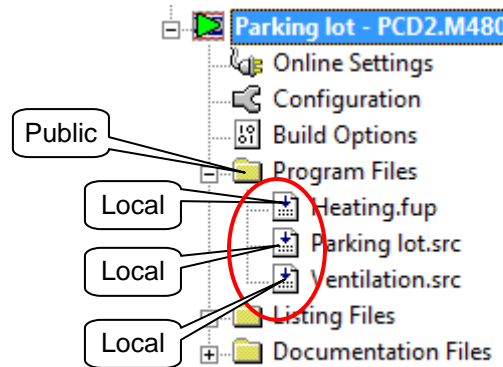 Parking lot - PCD2.M480
Online Settings
Configuration
Public
Build Options
Program Files
Local
Heating.fup
Parking lot.src
Local
Ventilation.src
Listing Files
Local
Documentation Files